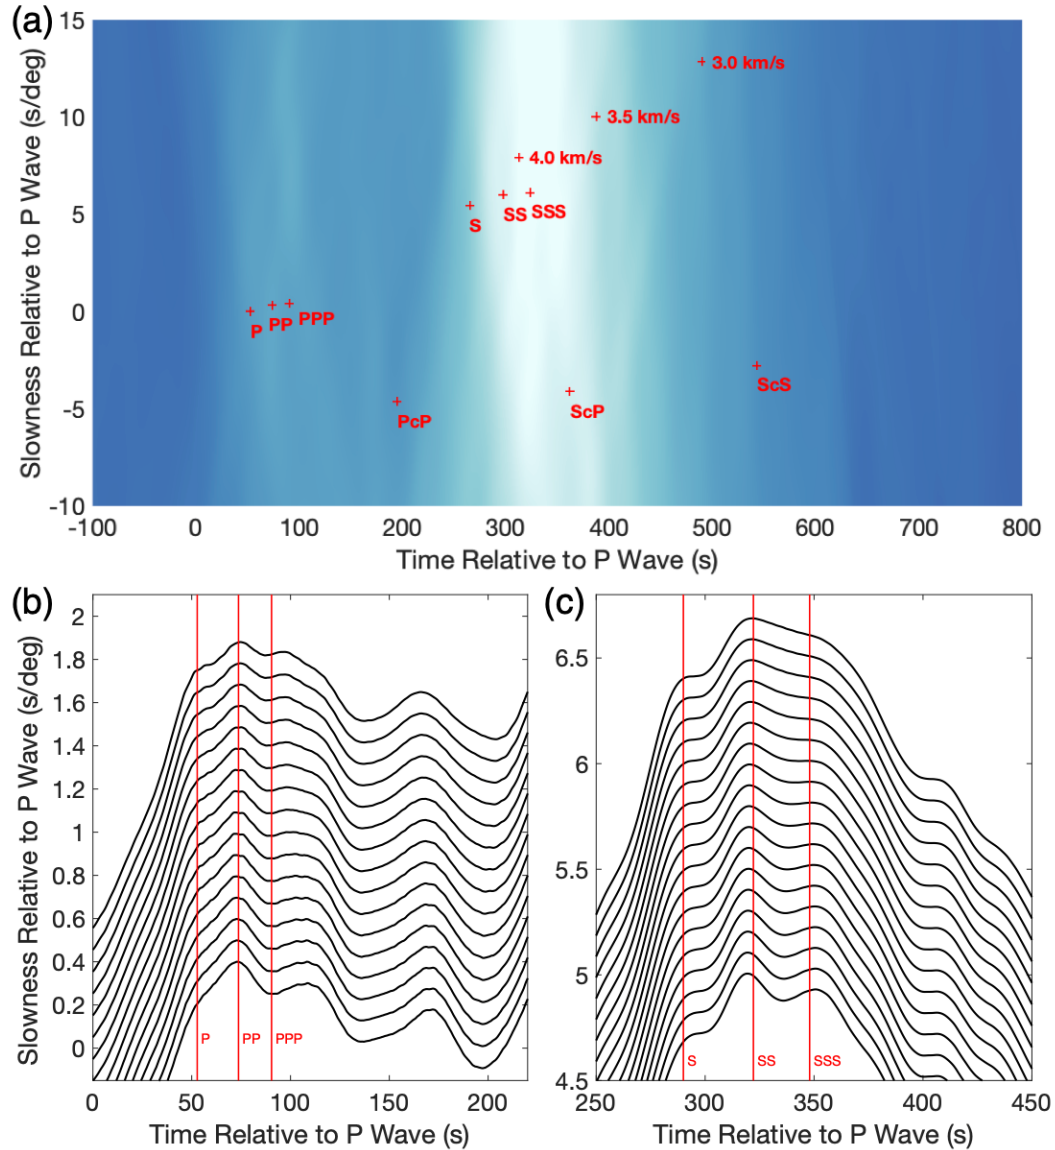 (a)
Slowness Relative to P Wave (s/deg)
15
10
5
0
-5
-10
3.0 km/s
3.5 km/s
4.0 km/s
S
SS
SSS
P
PP
PPP
PcP
ScP
ScS
-100
0
100
200
300
400
500
600
700
800
Time Relative to P Wave (s)
(b)
Slowness Relative to P Wave (s/deg)
2
1.8
1.6
1.4
1.2
1
0.8
0.6
0.4
0.2
0
P
PP
PPP
0
50
100
150
200
Time Relative to P Wave (s)
(c)
6.5
6
5.5
5
4.5
S
SS
SSS
250
300
350
400
450
Time Relative to P Wave (s)